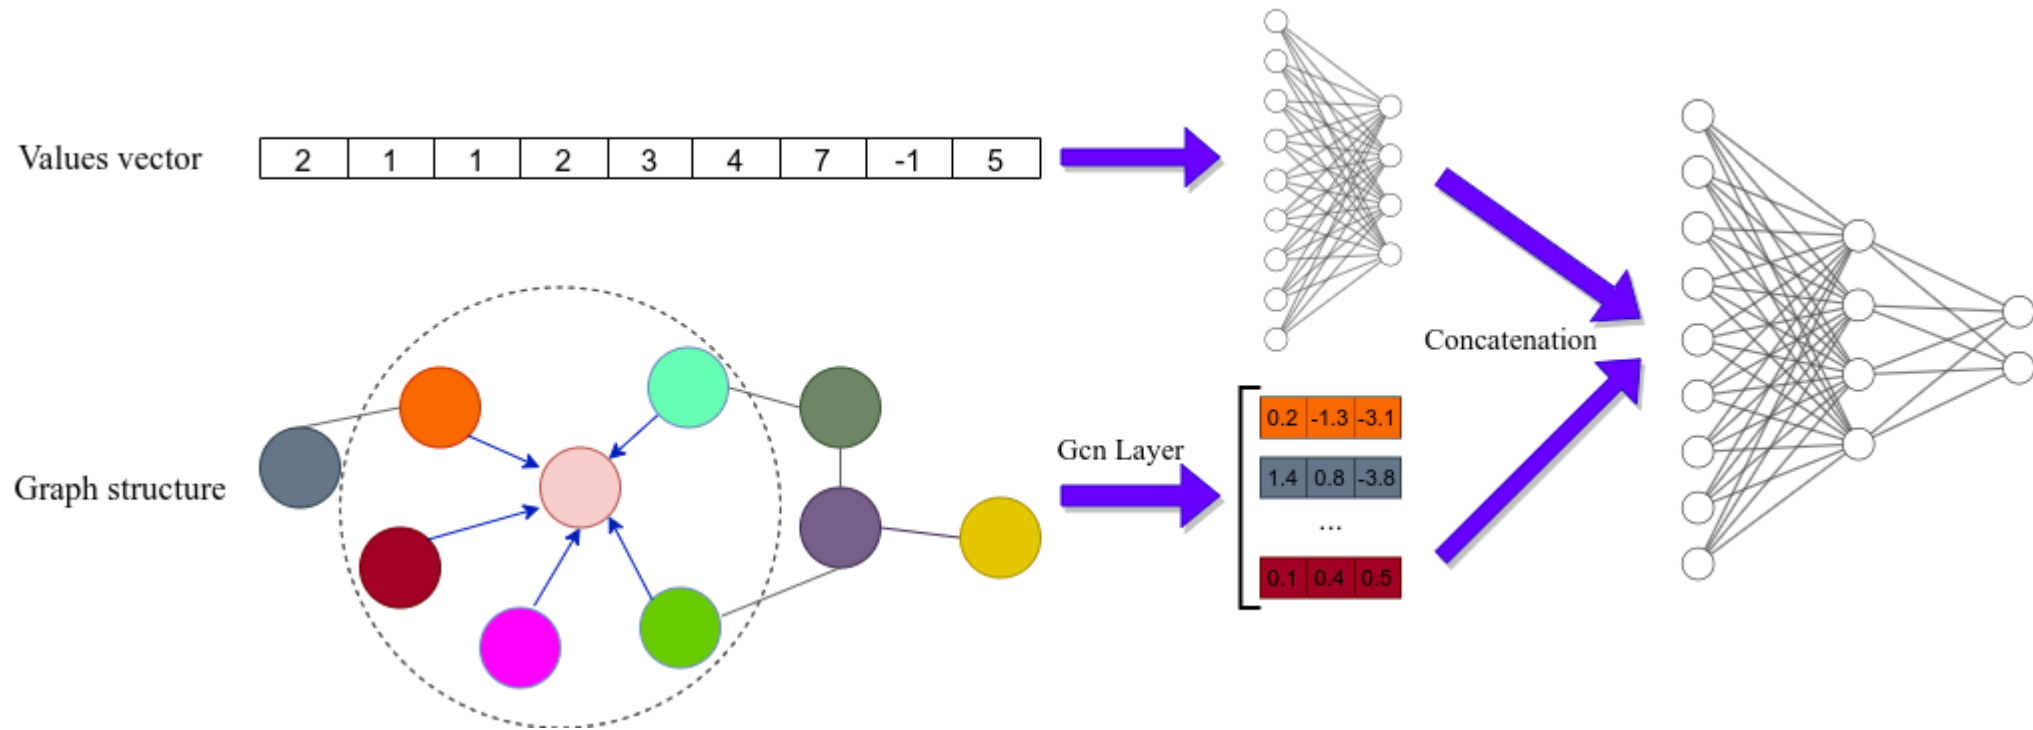 Values vector
2 1 1 2 3 4 7 -1 5
Graph structure
Gcn Layer
0.2 -1.3 -3.1
1.4 0.8 -3.8
...
0.1 0.4 0.5
Concatenation